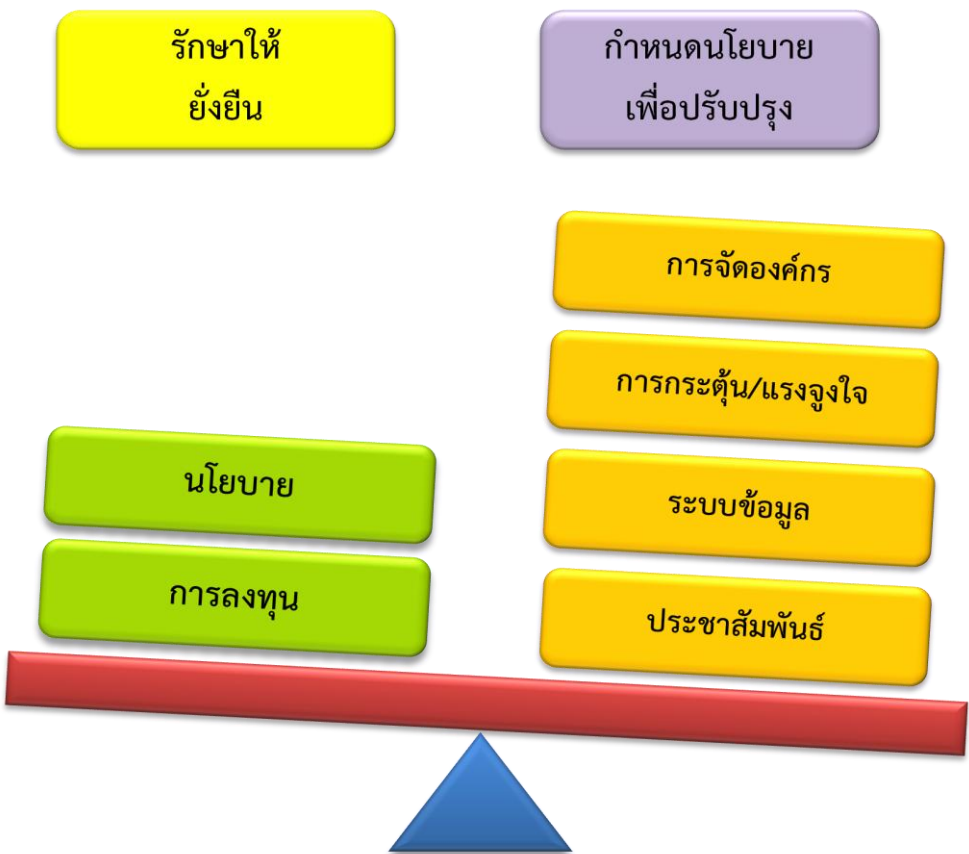 รักษาให้
ยั่งยืน
กำหนดนโยบาย
เพื่อปรับปรุง
นโยบาย
การลงทุน
การจัดองค์กร
การกระตุ้น/แรงจูงใจ
ระบบข้อมูล
ประชาสัมพันธ์